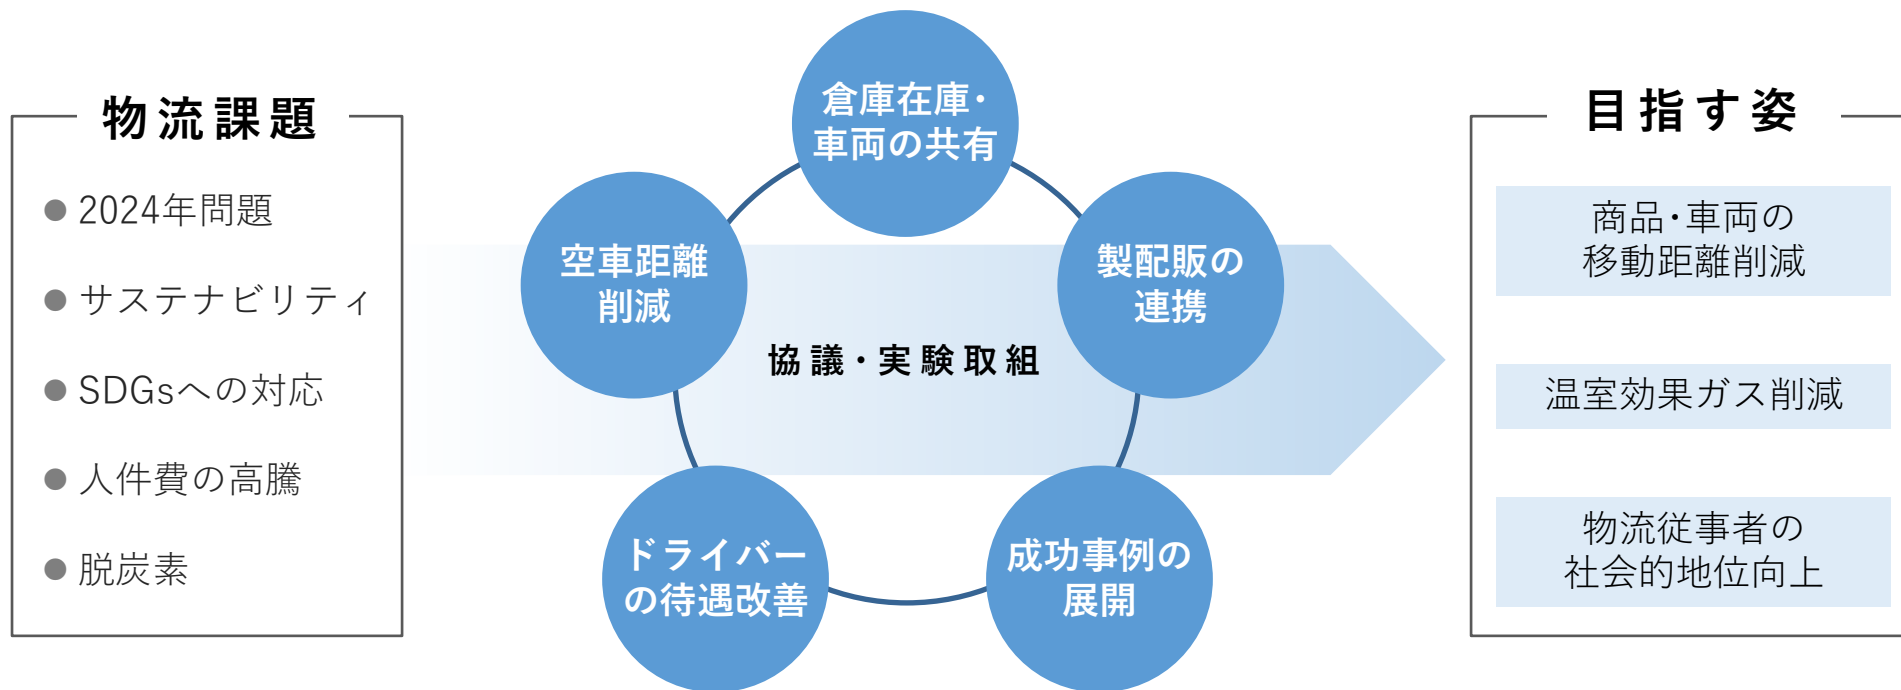 物流課題
● 2024年問題
● サステナビリティ
● SDGsへの対応
● 人件費の高騰
● 脱炭素
倉庫在庫・
車両の共有
空車距離
削減
製配販の
連携
協議・実験取組
ドライバー
の待遇改善
成功事例の
展開
目指す姿
商品・車両の
移動距離削減
温室効果ガス削減
物流従事者の
社会的地位向上